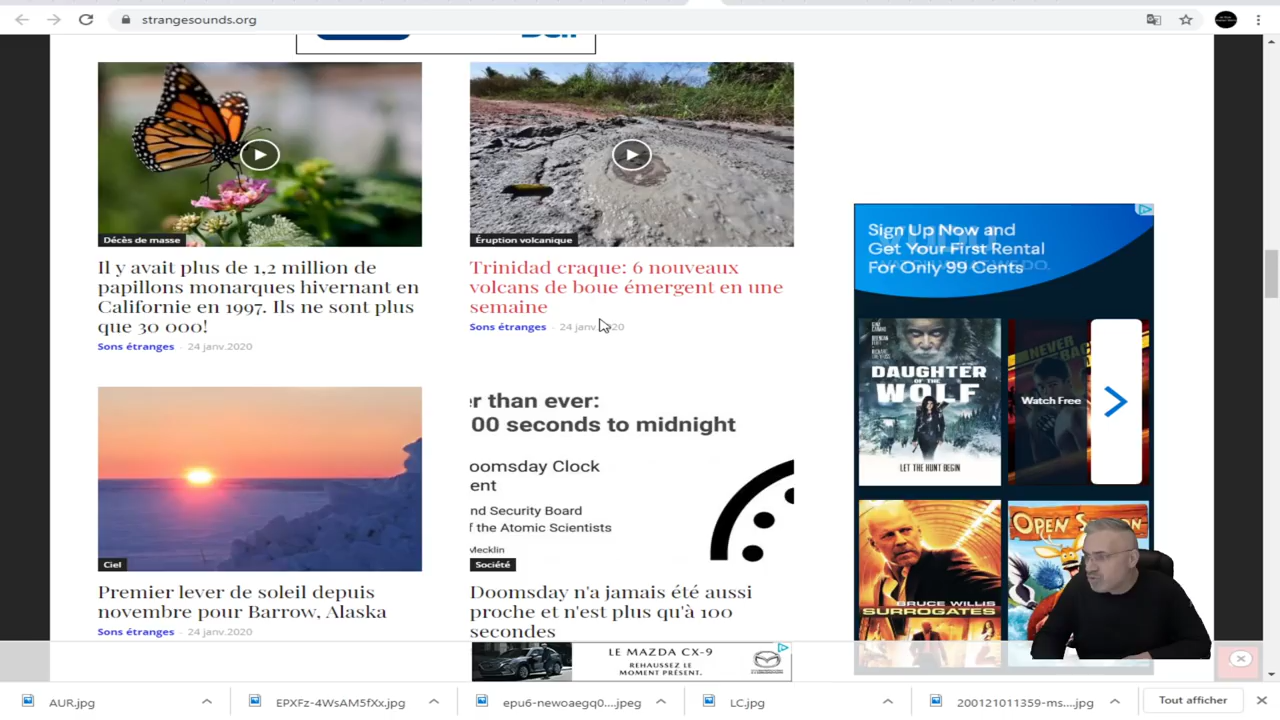 strangesounds.org
Décès de masse
Éruption volcanique
Il y avait plus de 1,2 million de
papillons monarques hivernant en
Californie en 1997. Ils ne sont plus
que 30 000!
Sons étranges - 24 janv.2020
Trinidad craque: 6 nouveaux
volcans de boue émergent en une
semaine
Sons étranges - 24 janv. 2020
r than ever:
00 seconds to midnight
oomsday Clock
ent
nd Security Board
f the Atomic Scientists
Mecklin
Ciel
Société
Premier lever de soleil depuis
novembre pour Barrow, Alaska
Sons étranges - 24 janv.2020
Doomsday n'a jamais été aussi
proche et n'est plus qu'à 100
secondes
Sign Up Now and
Get Your First Rental
For Only 99 Cents
DAUGHTER
OF THE
WOLF
LET THE HUNT BEGIN
NEVER
Watch Free
BRUCE WILLIS
SURROGATES
OPEN
LE MAZDA CX-9
REHAUSSEZ LE
MOMENT PRÉSENT.
mazda
AUR.jpg
EPXFz-4WsAM5fXx.jpg
epu6-newoaegq0....jpeg
LC.jpg
200121011359-ms....jpg
Tout afficher